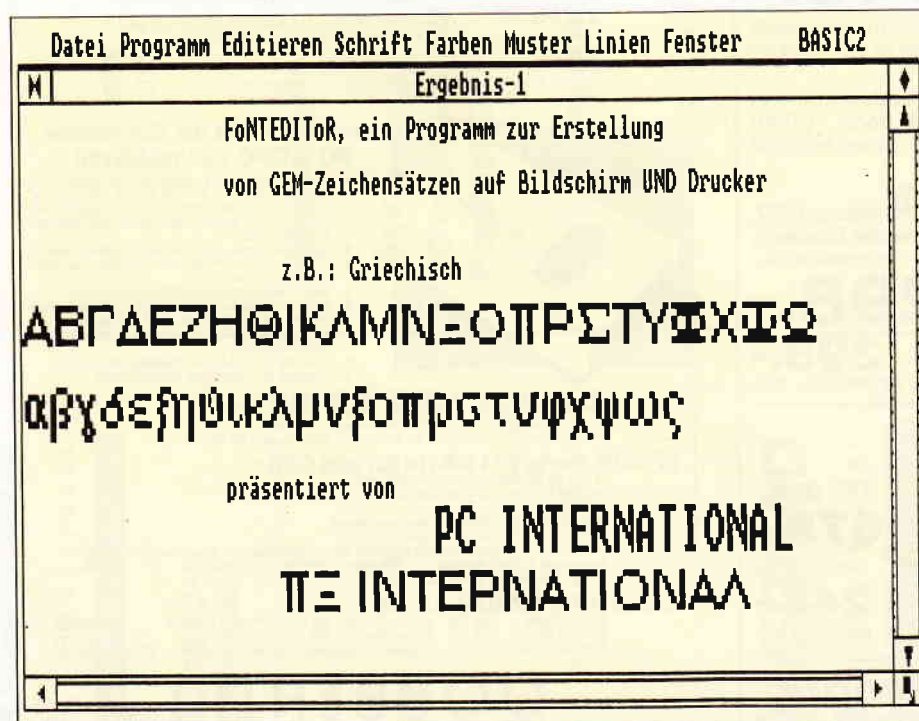 Datei Programm Editieren Schrift Farben Muster Linien Fenster BASIC2
Ergebnis-1
FoNTEDIToR, ein Programm zur Erstellung
von GEM-Zeichensätzen auf Bildschirm UND Drucker
z.B.: Griechisch
ΑΒΓΔΕΖΗΘΙΚΛΜΝΞΟΠΡΣΤΥΦΧΨΩ
αβγδεξηθικλμνξοπρστυφχψως
präsentiert von
PC INTERNATIONAL
ΠΞ ΙΝΤΕΡΝΑΤΙΟΝΑΛ